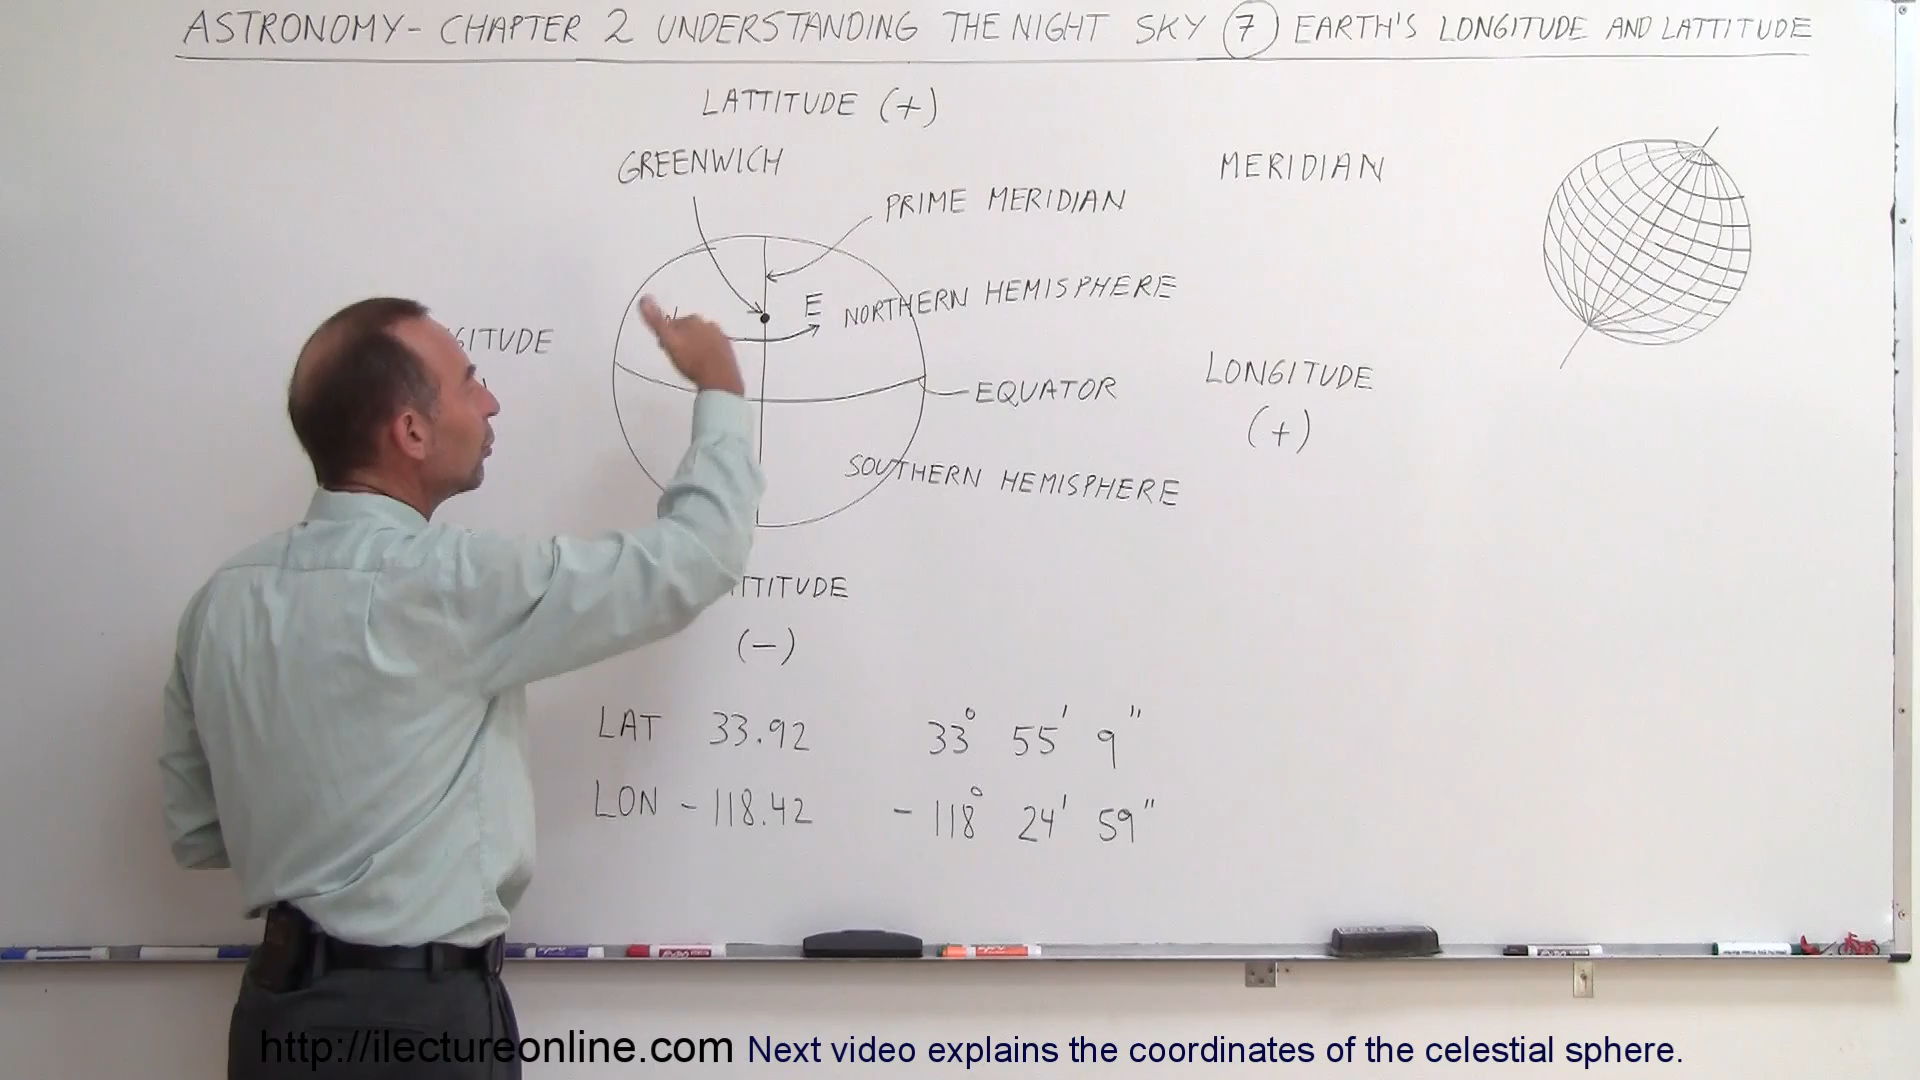 ASTRONOMY- CHAPTER 2 UNDERSTANDING THE NIGHT SKY 7 EARTH'S LONGITUDE AND LATTITUDE
LATTITUDE (+)
GREENWICH
MERIDIAN
PRIME MERIDIAN
E NORTHERN HEMISPHERE
GITUDE
LONGITUDE
(+)
EQUATOR
SOUTHERN HEMISPHERE
TTITUDE
(-)
LAT 33.92 33° 55' 9"
LON -118.42 -118° 24' 59"
http://ilectureonline.com Next video explains the coordinates of the celestial sphere.